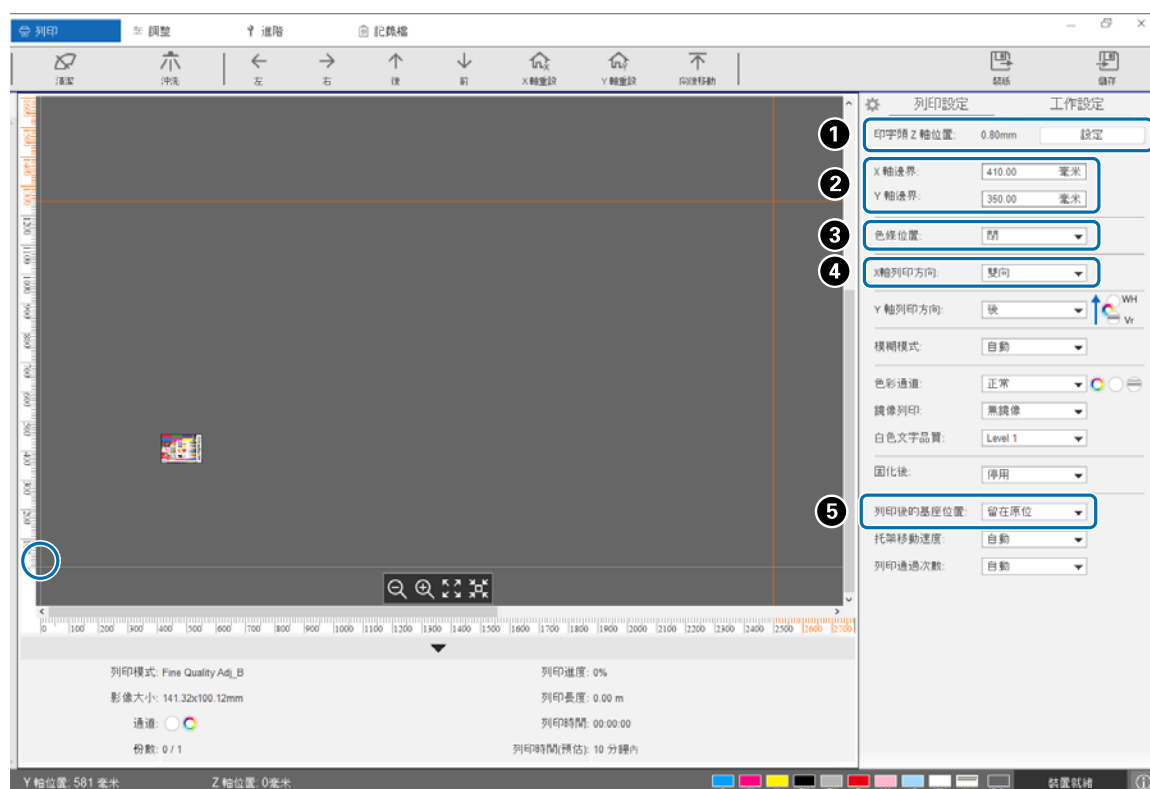 列印 調整 進階 記錄檔
清潔 沖洗 左 右 後 前 X軸重設 Y軸重設 向後移動 裝紙 儲存
列印設定 工作設定
1 印字頭 Z 軸位置: 0.80mm 設定
2 X 軸邊界: 410.00 毫米
Y 軸邊界: 350.00 毫米
3 色線位置: 關
4 X軸列印方向: 雙向
Y 軸列印方向: 後 WH
Vr
模糊模式: 自動
色彩通道: 正常
鏡像列印: 無鏡像
白色文字品質: Level 1
固化後: 停用
5 列印後的基座位置: 留在原位
托架移動速度: 自動
列印通過次數: 自動
1200
1100
1000
900
800
700
600
500
400
300
200
0 100 200 300 400 500 600 700 800 900 1000 1100 1200 1300 1400 1500 1600 1700 1800 1900 2000 2100 2200 2300 2400 2500 2600 2700
列印模式: Fine Quality Adj_B 列印進度: 0%
影像大小: 141.32x100.12mm 列印長度: 0.00 m
通道: 列印時間: 00:00:00
份數: 0 / 1 列印時間(預估): 10 分鐘內
Y 軸位置: 581 毫米 Z 軸位置: 0毫米 裝置就緒